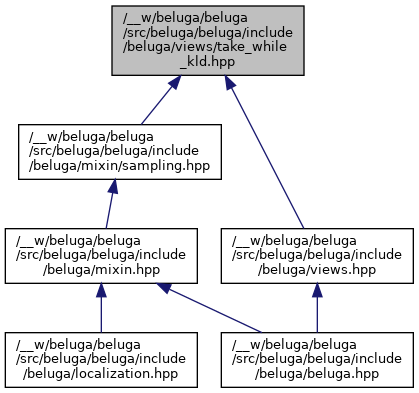 /__w/beluga/beluga
/src/beluga/beluga/include
/beluga/views/take_while
_kld.hpp
/__w/beluga/beluga
/src/beluga/beluga/include
/beluga/mixin/sampling.hpp
/__w/beluga/beluga
/src/beluga/beluga/include
/beluga/mixin.hpp
/__w/beluga/beluga
/src/beluga/beluga/include
/beluga/views.hpp
/__w/beluga/beluga
/src/beluga/beluga/include
/beluga/localization.hpp
/__w/beluga/beluga
/src/beluga/beluga/include
/beluga/beluga.hpp